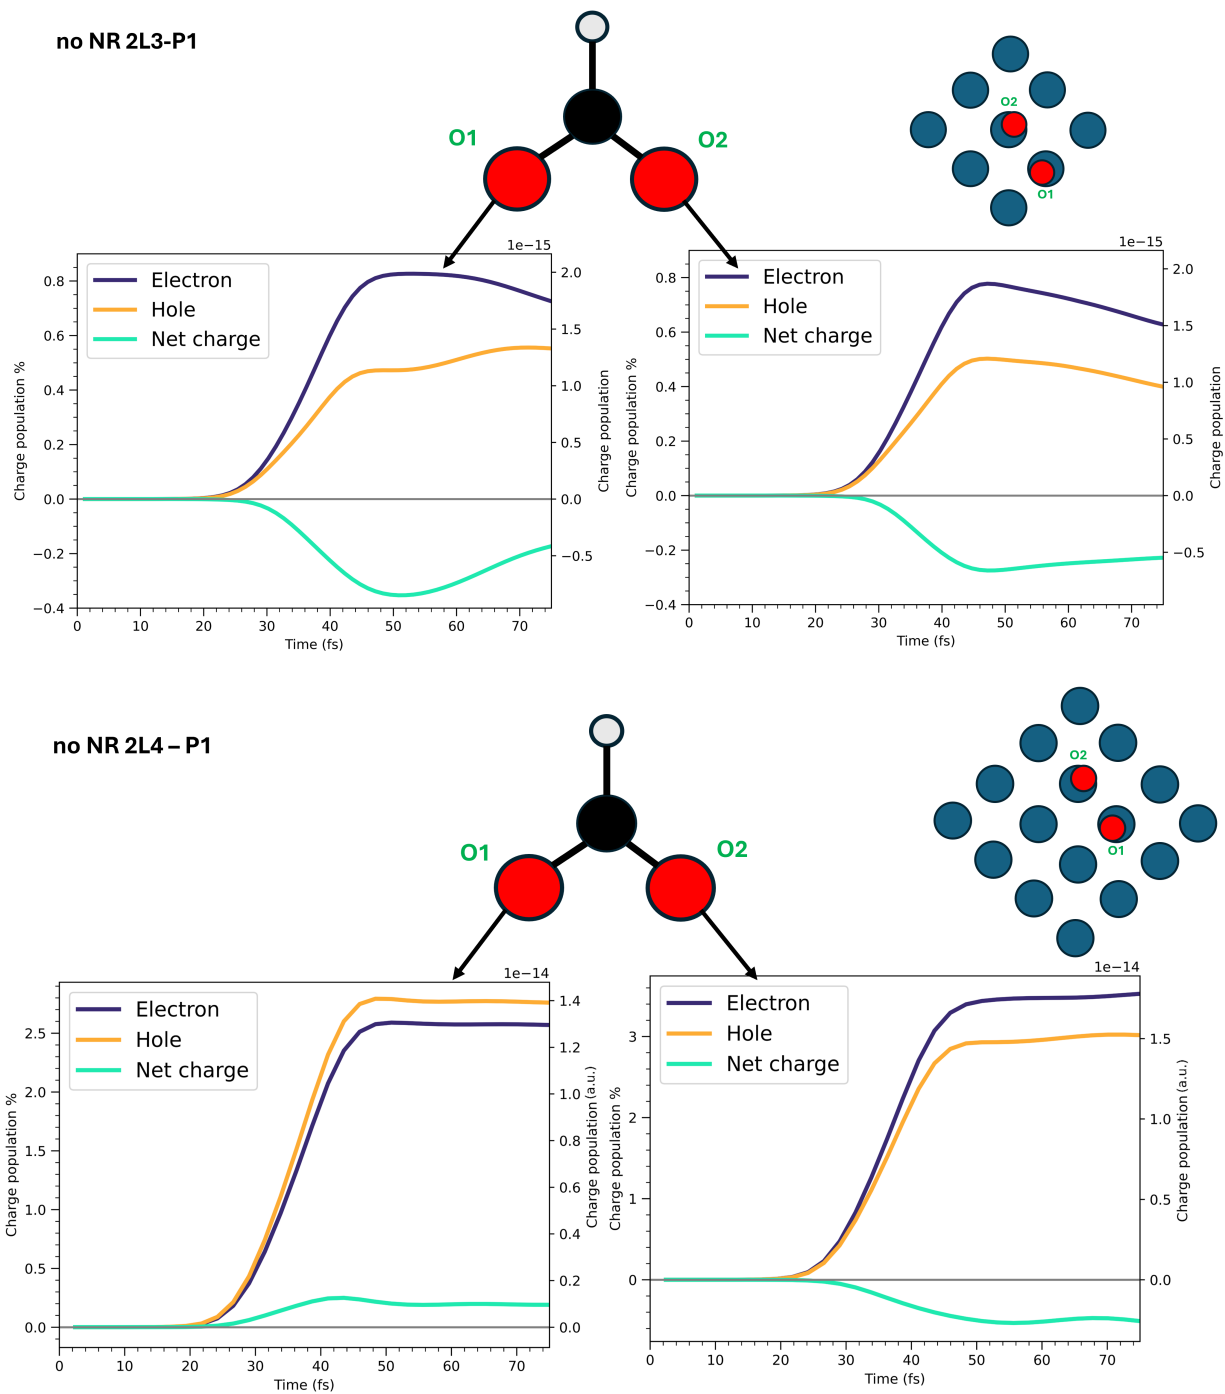 no NR 2L3-P1
O1
O2
O2
O1
1e−15
Electron
Hole
Net charge
Charge population %
0.8
0.6
0.4
0.2
0.0
−0.2
−0.4
2.0
1.5
1.0
0.5
0.0
−0.5
Charge population
0 10 20 30 40 50 60 70
Time (fs)
1e−15
Electron
Hole
Net charge
Charge population %
0.8
0.6
0.4
0.2
0.0
−0.2
−0.4
2.0
1.5
1.0
0.5
0.0
−0.5
Charge population
0 10 20 30 40 50 60 70
Time (fs)
no NR 2L4 – P1
O1
O2
O2
O1
1e−14
Electron
Hole
Net charge
Charge population %
2.5
2.0
1.5
1.0
0.5
0.0
1.4
1.2
1.0
0.8
0.6
0.4
0.2
0.0
Charge population (a.u.)
0 10 20 30 40 50 60 70
Time (fs)
1e−14
Electron
Hole
Net charge
Charge population %
3
2
1
0
1.5
1.0
0.5
0.0
Charge population (a.u.)
0 10 20 30 40 50 60 70
Time (fs)